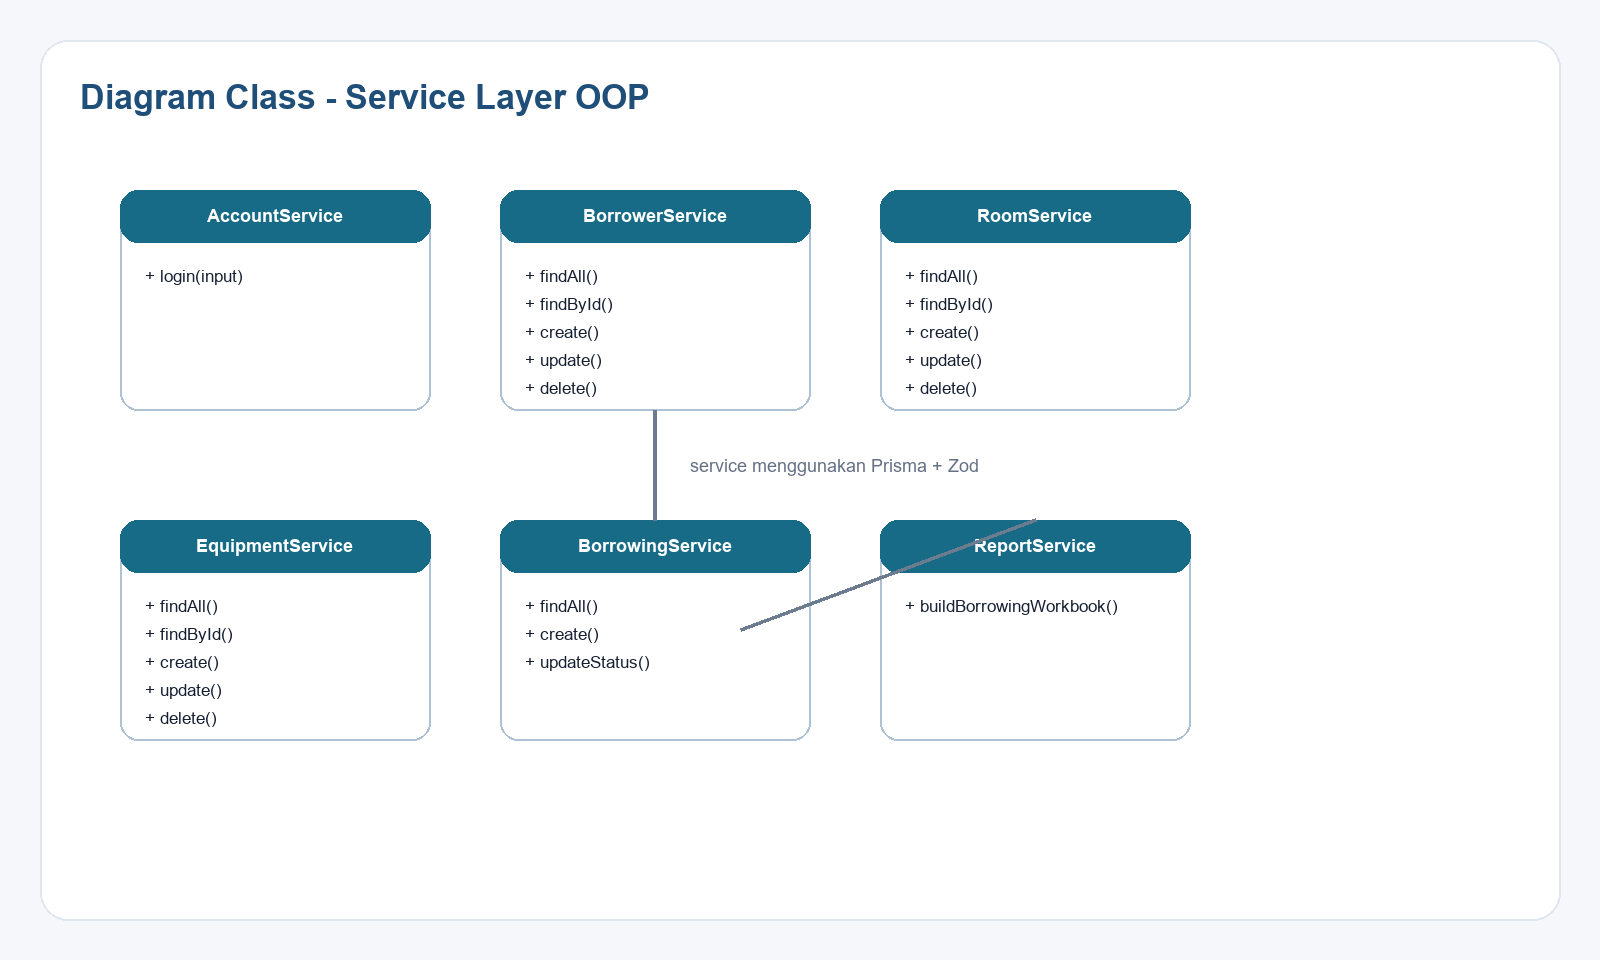 Diagram Class - Service Layer OOP
AccountService
+ login(input)
BorrowerService
+ findAll()
+ findById()
+ create()
+ update()
+ delete()
RoomService
+ findAll()
+ findById()
+ create()
+ update()
+ delete()
service menggunakan Prisma + Zod
EquipmentService
+ findAll()
+ findById()
+ create()
+ update()
+ delete()
BorrowingService
+ findAll()
+ create()
+ updateStatus()
ReportService
+ buildBorrowingWorkbook()